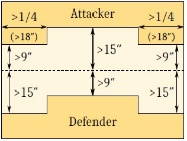 >1/4 Attacker >1/4
(>18") (>18")
>9" >15" >9"
>15" >9" >15"
Defender